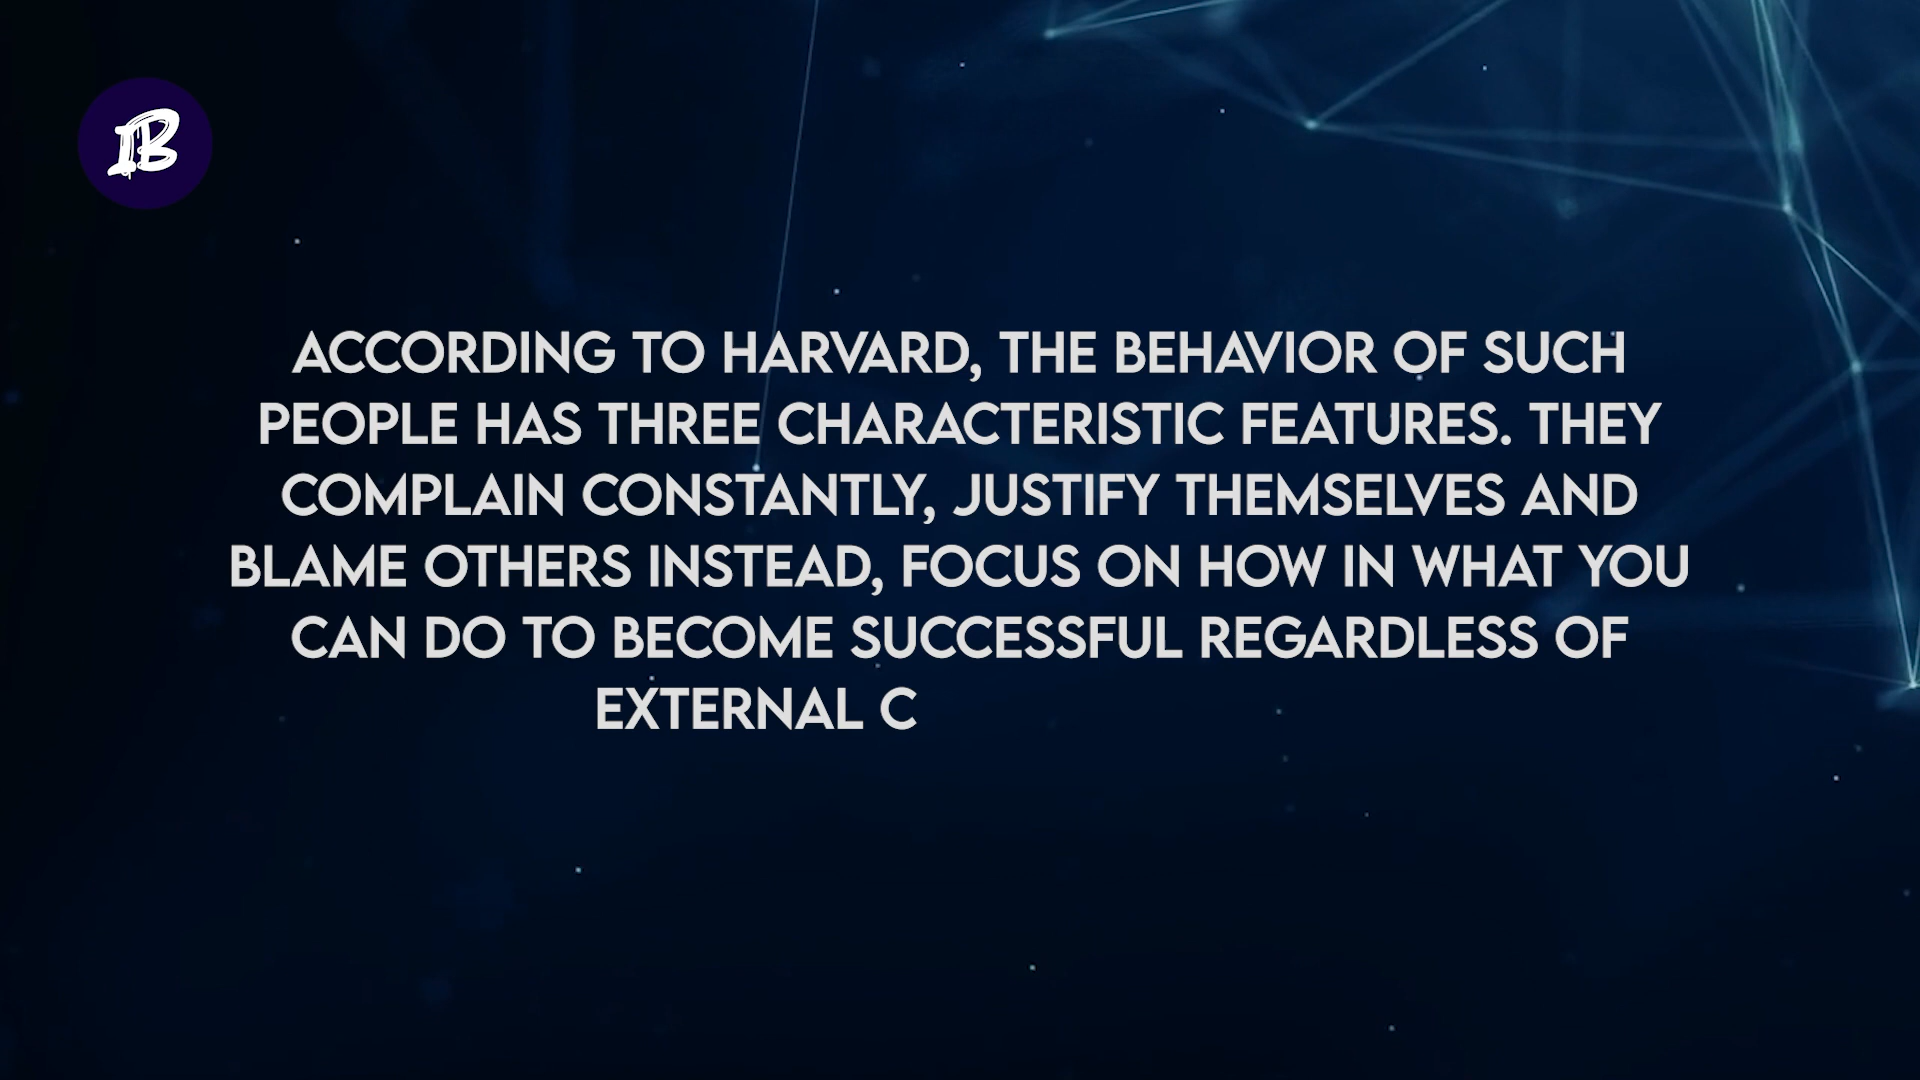 B
ACCORDING TO HARVARD, THE BEHAVIOR OF SUCH
PEOPLE HAS THREE CHARACTERISTIC FEATURES. THEY
COMPLAIN CONSTANTLY, JUSTIFY THEMSELVES AND
BLAME OTHERS INSTEAD, FOCUS ON HOW IN WHAT YOU
CAN DO TO BECOME SUCCESSFUL REGARDLESS OF
EXTERNAL C